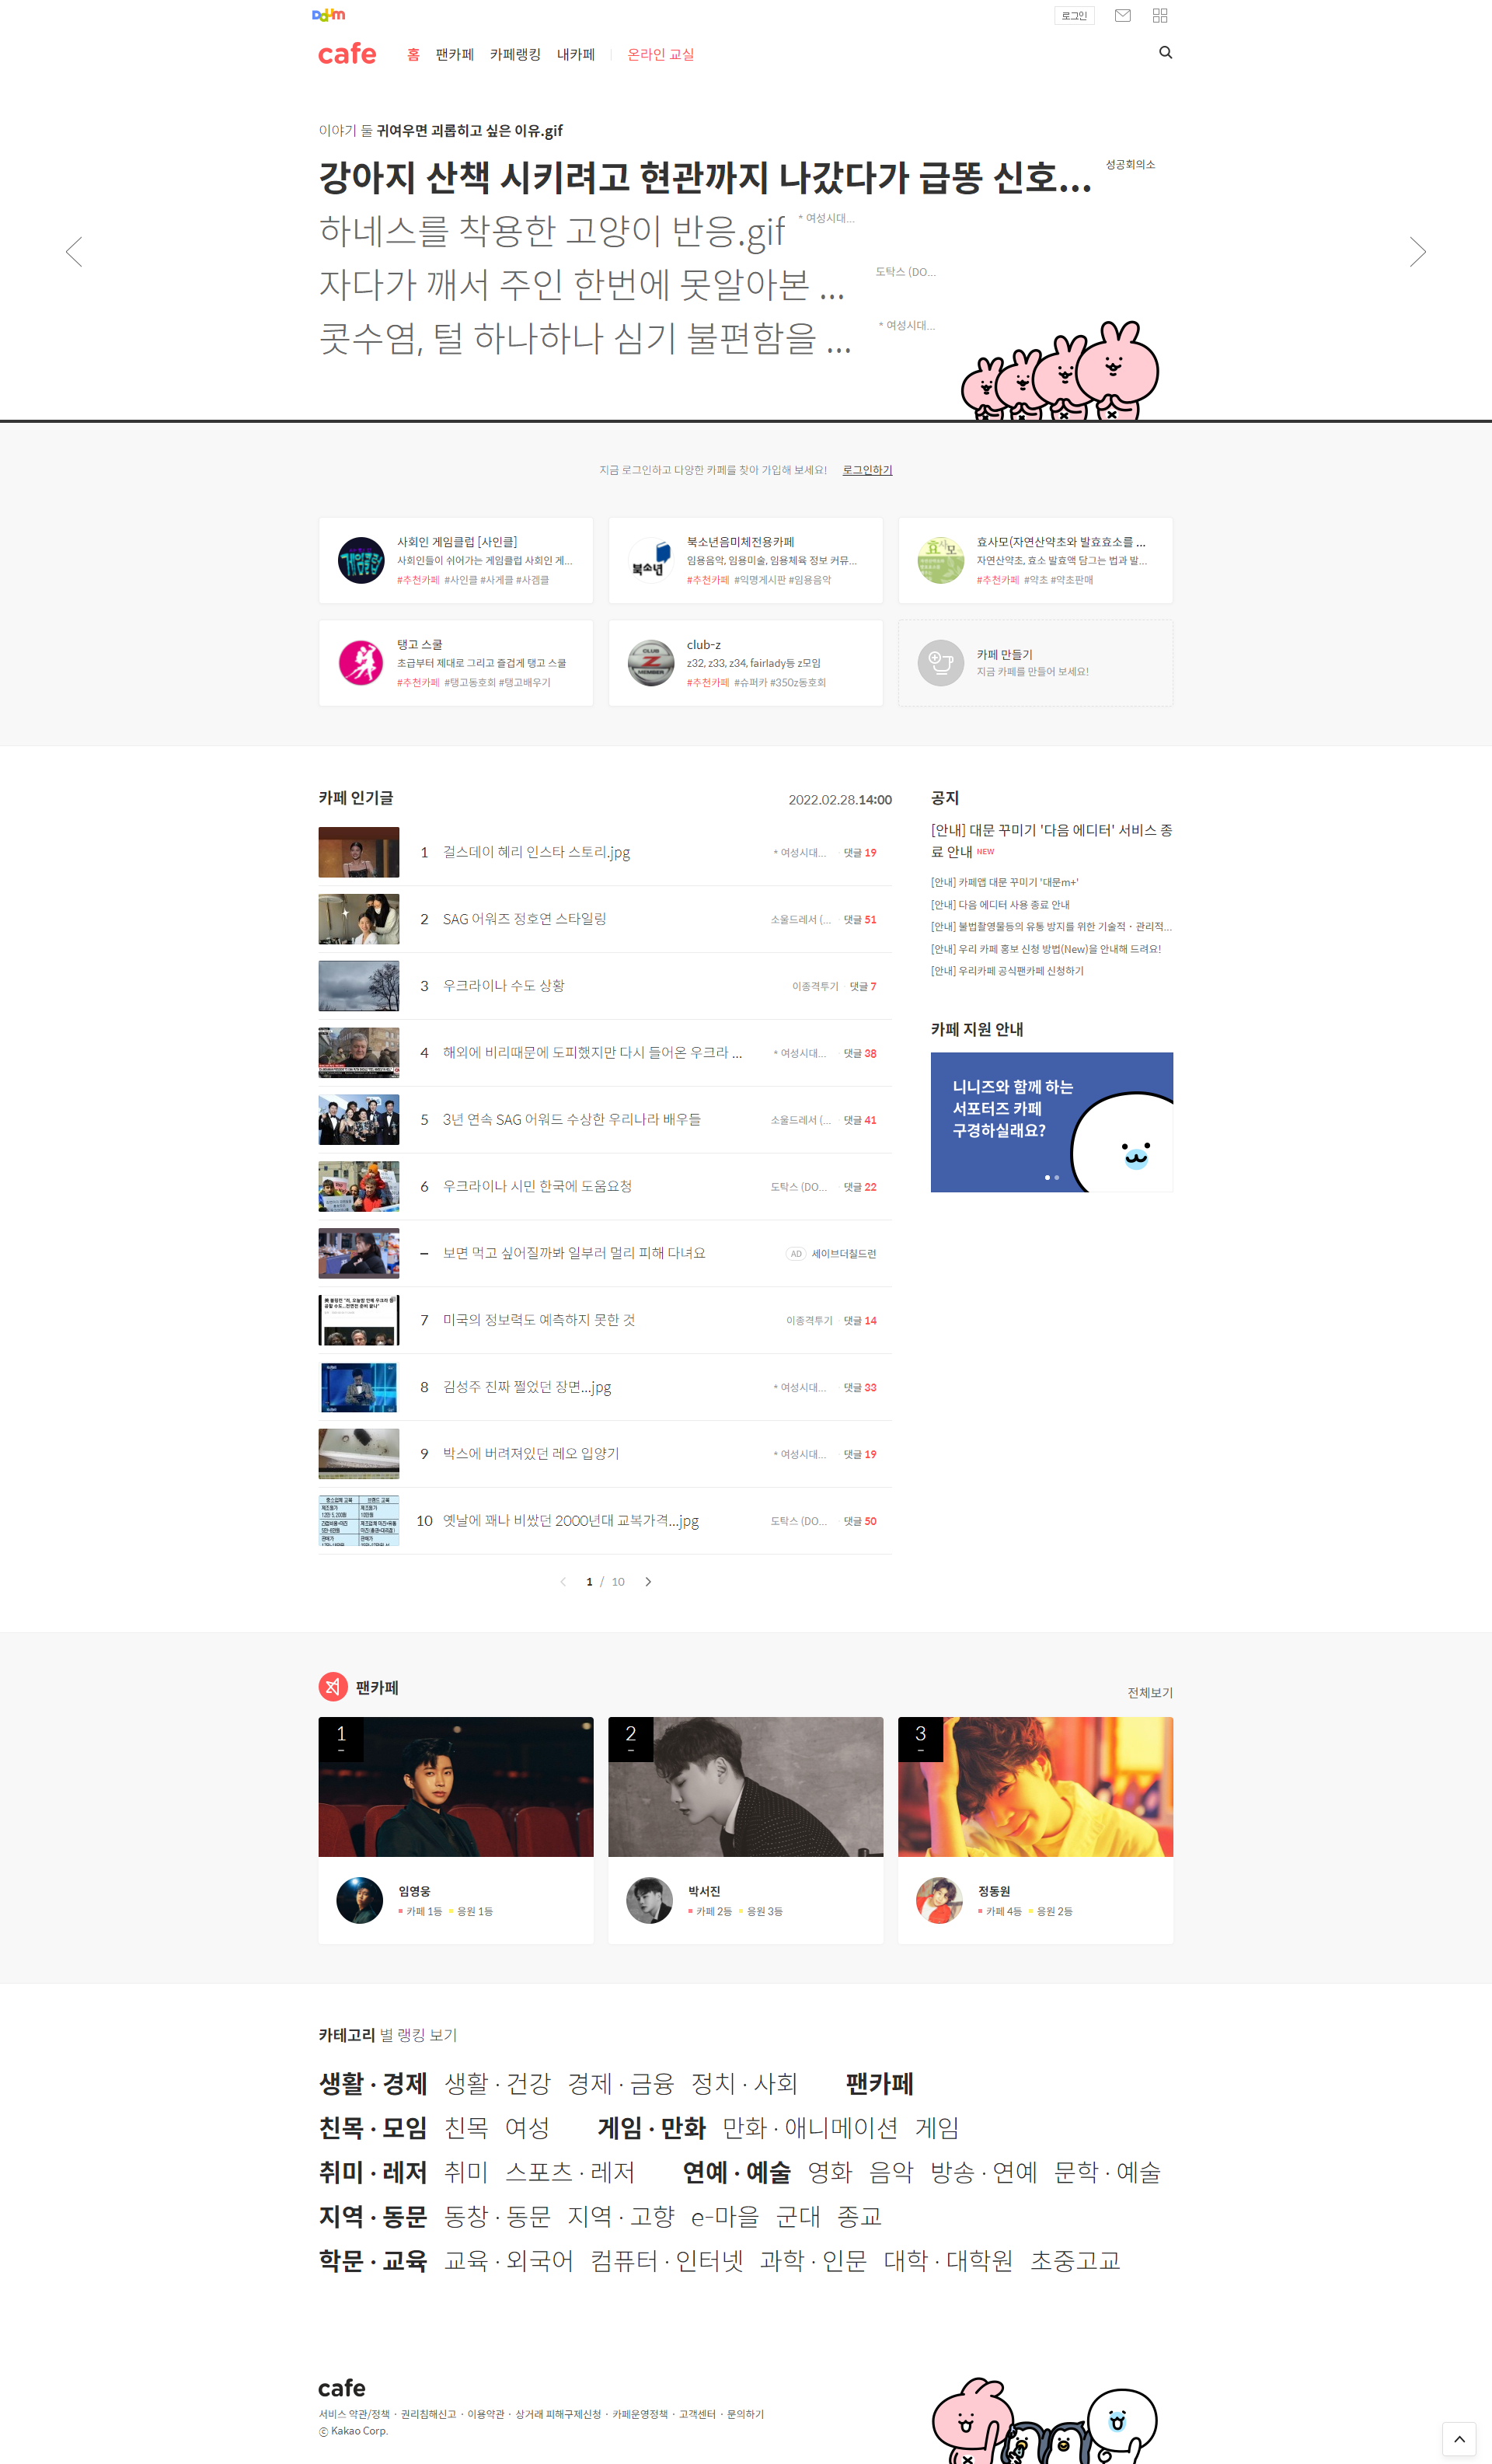 Daum
로그인
cafe
홈 팬카페 카페랭킹 내카페 온라인 교실
이야기 둘 귀여우면 괴롭히고 싶은 이유.gif
강아지 산책 시키려고 현관까지 나갔다가 급똥 신호... 성공회의소
하네스를 착용한 고양이 반응.gif * 여성시대...
자다가 깨서 주인 한번에 못알아본 ... 도탁스 (DO...
콧수염, 털 하나하나 심기 불편함을 ... * 여성시대...
지금 로그인하고 다양한 카페를 찾아 가입해 보세요! 로그인하기
사회인 게임클럽 [사인클]
사회인들이 쉬어가는 게임클럽 사회인 게...
#추천카페 #사인클 #사게클 #사겜클
북소년음미체전용카페
임용음악, 임용미술, 임용체육 정보 커뮤...
#추천카페 #익명게시판 #임용음악
효사모(자연산약초와 발효효소를 ...
자연산약초, 효소 발효액 담그는 법과 발...
#추천카페 #약초 #약초판매
탱고 스쿨
초급부터 제대로 그리고 즐겁게 탱고 스쿨
#추천카페 #탱고동호회 #탱고배우기
club-z
z32, z33, z34, fairlady등 z모임
#추천카페 #슈퍼카 #350z동호회
카페 만들기
지금 카페를 만들어 보세요!
카페 인기글 2022.02.28.14:00
1 걸스데이 혜리 인스타 스토리.jpg * 여성시대... 댓글 19
2 SAG 어워즈 정호연 스타일링 소울드레서 (... 댓글 51
3 우크라이나 수도 상황 이종격투기 댓글 7
4 해외에 비리때문에 도피했지만 다시 들어온 우크라 ... * 여성시대... 댓글 38
5 3년 연속 SAG 어워드 수상한 우리나라 배우들 소울드레서 (... 댓글 41
6 우크라이나 시민 한국에 도움요청 도탁스 (DO... 댓글 22
– 보면 먹고 싶어질까봐 일부러 멀리 피해 다녀요 AD 세이브더칠드런
7 미국의 정보력도 예측하지 못한 것 이종격투기 댓글 14
8 김성주 진짜 쩔었던 장면...jpg * 여성시대... 댓글 33
9 박스에 버려져있던 레오 입양기 * 여성시대... 댓글 19
10 옛날에 꽤나 비쌌던 2000년대 교복가격...jpg 도탁스 (DO... 댓글 50
1 / 10
공지
[안내] 대문 꾸미기 '다음 에디터' 서비스 종
료 안내 NEW
[안내] 카페앱 대문 꾸미기 '대문m+'
[안내] 다음 에디터 사용 종료 안내
[안내] 불법촬영물등의 유통 방지를 위한 기술적・관리적...
[안내] 우리 카페 홍보 신청 방법(New)을 안내해 드려요!
[안내] 우리카페 공식팬카페 신청하기
카페 지원 안내
니니즈와 함께 하는
서포터즈 카페
구경하실래요?
팬카페 전체보기
1
임영웅
카페 1등 응원 1등
2
박서진
카페 2등 응원 3등
3
정동원
카페 4등 응원 2등
카테고리 별 랭킹 보기
생활 · 경제 생활 · 건강 경제 · 금융 정치 · 사회 팬카페
친목 · 모임 친목 여성 게임 · 만화 만화 · 애니메이션 게임
취미 · 레저 취미 스포츠 · 레저 연예 · 예술 영화 음악 방송 · 연예 문학 · 예술
지역 · 동문 동창 · 동문 지역 · 고향 e-마을 군대 종교
학문 · 교육 교육 · 외국어 컴퓨터 · 인터넷 과학 · 인문 대학 · 대학원 초중고교
cafe
서비스 약관/정책 · 권리침해신고 · 이용약관 · 상거래 피해구제신청 · 카페운영정책 · 고객센터 · 문의하기
ⓒ Kakao Corp.